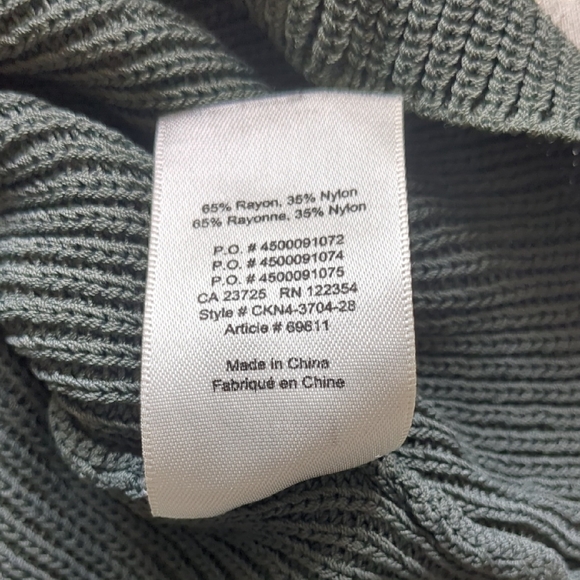 65% Rayon, 35% Nylon
65% Rayonne, 35% Nylon
P.O. # 4500091072
P.O. # 4500091074
P.O. # 4500091075
CA 23725 RN 122354
Style # CKN4-3704-28
Article # 69611
Made in China
Fabriqué en Chine